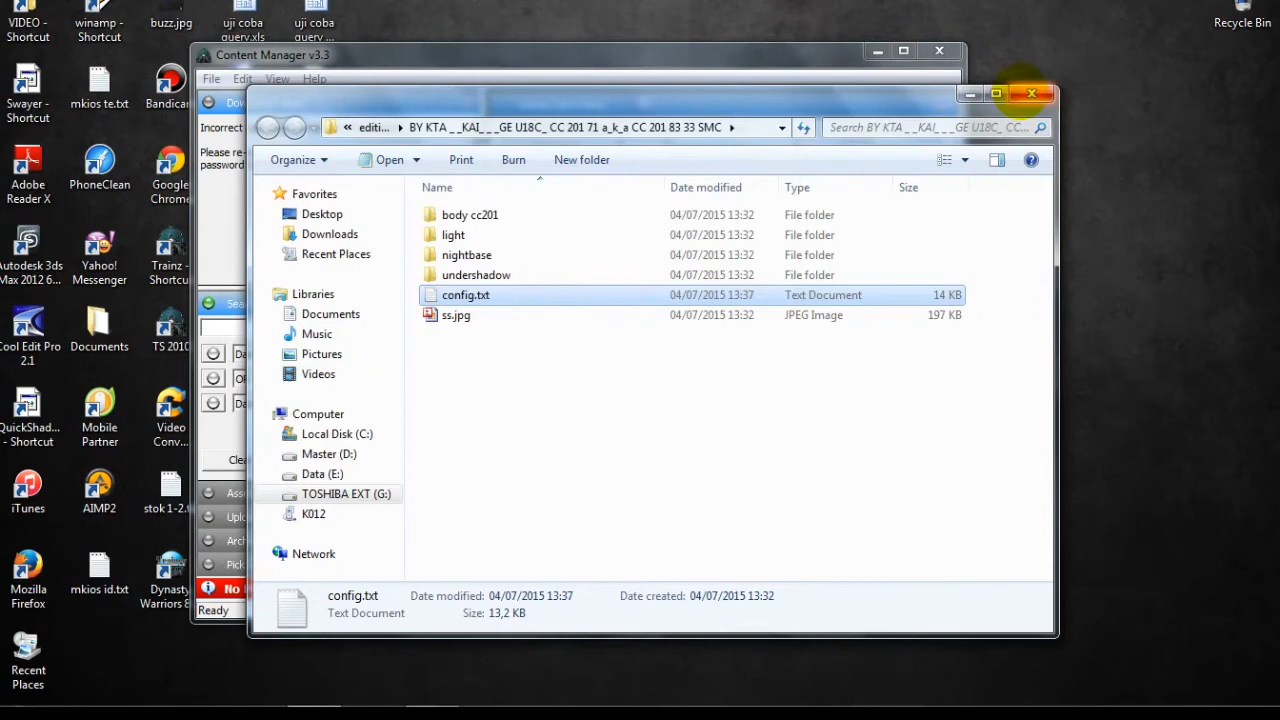 VIDEO -
Shortcut
winamp -
Shortcut
buzz.jpg
uji coba
query.xls
uji coba
query ...
Recycle Bin
Swayer -
Shortcut
mkios te.txt
Bandicam
Adobe
Reader X
PhoneClean
Google
Chrome
Autodesk 3ds
Max 2012 6...
Yahoo!
Messenger
Trainz -
Shortcut
Cool Edit Pro
2.1
Documents
TS 2010
QuickShad...
- Shortcut
Mobile
Partner
Video
Conv...
iTunes
AIMP2
stok 1-2.t
Mozilla
Firefox
mkios id.txt
Dynasty
Warriors 8
Recent
Places
Content Manager v3.3
File Edit View Help
Dow
Incorrect
Please re-
password
Sea
Da
Clea
Asse
Uplo
Arch
Pick
No
Ready
« editi... BY KTA _ _KAI_ _ _GE U18C_ CC 201 71 a_k_a CC 201 83 33 SMC
Search BY KTA _ _KAI_ _ _GE U18C_ CC...
Organize Open Print Burn New folder
Favorites
Desktop
Downloads
Recent Places
Libraries
Documents
Music
Pictures
Videos
Computer
Local Disk (C:)
Master (D:)
Data (E:)
TOSHIBA EXT (G:)
K012
Network
Name Date modified Type Size
body cc201 04/07/2015 13:32 File folder
light 04/07/2015 13:32 File folder
nightbase 04/07/2015 13:32 File folder
undershadow 04/07/2015 13:32 File folder
config.txt 04/07/2015 13:37 Text Document 14 KB
ss.jpg 04/07/2015 13:32 JPEG Image 197 KB
config.txt Date modified: 04/07/2015 13:37 Date created: 04/07/2015 13:32
Text Document Size: 13,2 KB